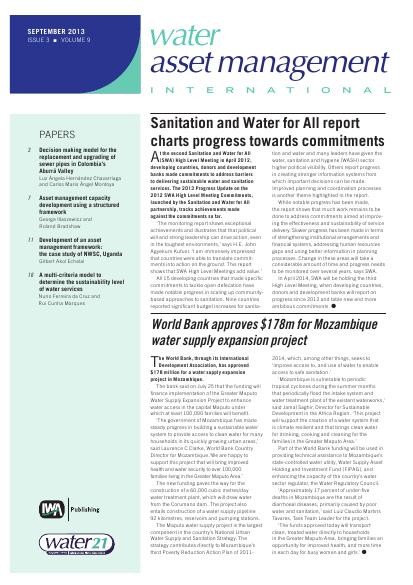 SEPTEMBER 2013
ISSUE 3 ■ VOLUME 9
water
asset management
INTERNATIONAL
PAPERS
2 Decision making model for the
replacement and upgrading of
sewer pipes in Colombia's
Aburrá Valley
Luz Angela Hernández Chavarriaga
and Carlos Mario Ángel Montoya
7 Asset management capacity
development using a structured
framework
George Ilassowicz and
Roland Bradshaw
11 Development of an asset
management framework:
the case study of NWSC, Uganda
Gilbert Akol Echelai
18 A multi-criteria model to
determine the sustainability level
of water services
Nuno Ferreira da Cruz and
Rui Cunha Marques
IWA Publishing
water21
Sanitation and Water for All report
charts progress towards commitments
At the second Sanitation and Water for All
(SWA) High Level Meeting in April 2012,
developing countries, donors and development
banks made commitments to address barriers
to delivering sustainable water and sanitation
services. The 2013 Progress Update on the
2012 SWA High Level Meeting Commitments,
launched by the Sanitation and Water for All
partnership, tracks achievements made
against the commitments so far.
'The monitoring report shows exceptional
achievements and illustrates that that political
will and strong leadership can drive action, even
in the toughest environments,' says H.E. John
Agyekum Kufuor. 'I am immensely impressed
that countries were able to translate commit-
ments into action on the ground. This report
shows that SWA High Level Meetings add value.'
All 15 developing countries that made specific
commitments to tackle open defecation have
made notable progress in scaling up community-
based approaches to sanitation. Nine countries
reported significant budget increases for sanita-
tion and water and many leaders have given the
water, sanitation and hygiene (WASH) sector
higher political visibility. Others report progress
in creating stronger information systems from
which important decisions can be made.
Improved planning and coordination processes
is another theme highlighted in the report.
While notable progress has been made,
the report shows that much work remains to be
done to address commitments aimed at improv-
ing the effectiveness and sustainability of service
delivery. Slower progress has been made in terms
of strengthening institutional arrangements and
financial systems, addressing human resources
gaps and using better information in planning
processes. Change in these areas will take a
considerable amount of time and progress needs
to be monitored over several years, says SWA.
In April 2014, SWA will be holding the third
High Level Meeting, when developing countries,
donors and development banks will report on
progress since 2013 and table new and more
ambitious commitments. ●
World Bank approves $178m for Mozambique
water supply expansion project
The World Bank, through its International
Development Association, has approved
$178 million for a water supply expansion
project in Mozambique.
The bank said on July 25 that the funding will
finance implementation of the Greater Maputo
Water Supply Expansion Project to enhance
water access in the capital Maputo under
which at least 100,000 families will benefit.
'The government of Mozambique has made
steady progress in building a sustainable water
system to provide access to clean water for many
households in its quickly growing urban areas,'
said Laurence C Clarke, World Bank Country
Director for Mozambique. 'We are happy to
support this project that will bring improved
health and water security to over 100,000
families living in the Greater Maputo Area.'
The new funding paves the way for the
construction of a 60,000 cubic metres/day
water treatment plant, which will draw water
from the Corumana dam. The project also
entails construction of a water supply pipeline
92 kilometres, reservoirs and pumping stations.
The Maputo water supply project is the largest
component in the country's National Urban
Water Supply and Sanitation Strategy. The
strategy contributes directly to Mozambique's
third Poverty Reduction Action Plan of 2011-
2014, which, among other things, seeks to
'improve access to, and use of water to enable
access to safe sanitation.'
'Mozambique is vulnerable to periodic
tropical cyclones during the summer months
that periodically flood the intake system and
water treatment plant of the existing waterworks,'
said Jamal Saghir, Director for Sustainable
Development in the Africa Region. 'This project
will support the creation of a water system that
is climate resilient and that brings clean water
for drinking, cooking and cleaning for the
families in the Greater Maputo Area.'
Part of the World Bank funding will be used in
providing technical assistance to Mozambique's
state-controlled water utility, Water Supply Asset
Holding and Investment Fund (FIPAG), and
enhancing the capacity of the country's water
sector regulator, the Water Regulatory Council.
'Approximately 17 percent of under-five
deaths in Mozambique are the result of
diarrhoeal diseases, primarily caused by poor
water and sanitation,' said Luiz Claudio Martins
Tavares, Task Team Leader for the project.
'The funds approved today will transport
clean, treated water directly to households
in the Greater Maputo Area, bringing families an
opportunity for improved health, and more time
in each day for busy women and girls.' ●